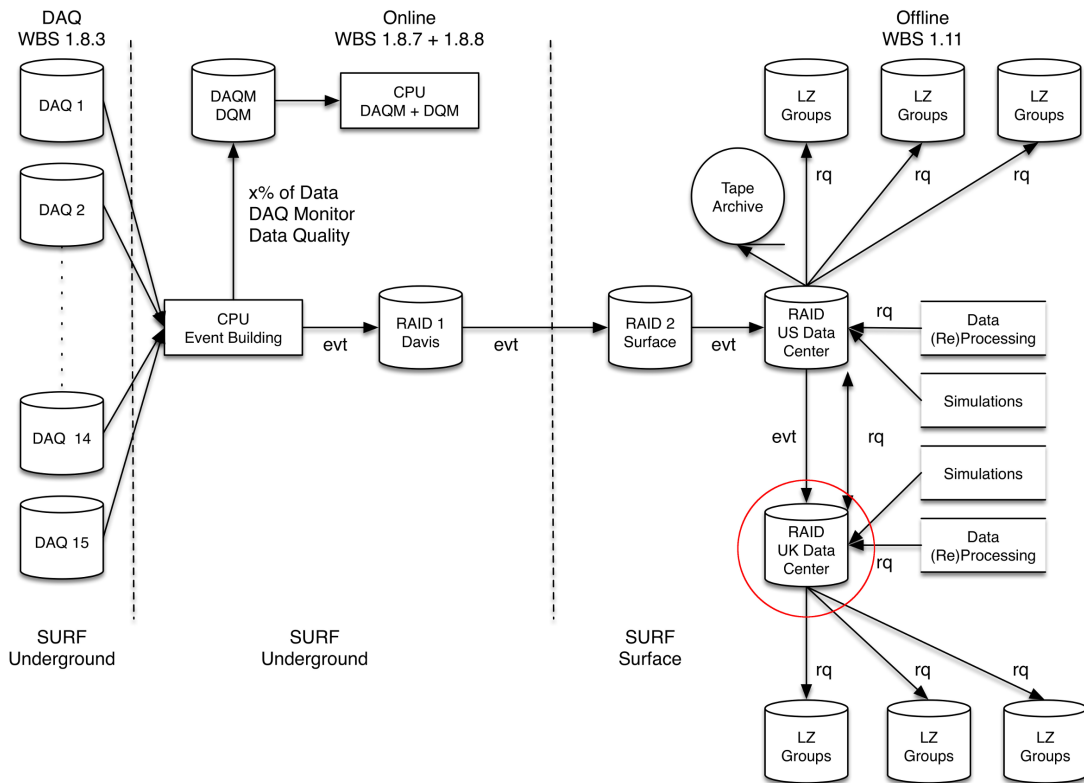 DAQ
WBS 1.8.3
Online
WBS 1.8.7 + 1.8.8
Offline
WBS 1.11
DAQ 1
DAQ 2
DAQ 14
DAQ 15
DAQM
DQM
CPU
DAQM + DQM
x% of Data
DAQ Monitor
Data Quality
CPU
Event Building
evt
RAID 1
Davis
evt
RAID 2
Surface
evt
LZ
Groups
LZ
Groups
LZ
Groups
rq
rq
rq
Tape
Archive
RAID
US Data
Center
rq
Data
(Re)Processing
Simulations
evt
rq
Simulations
RAID
UK Data
Center
rq
Data
(Re)Processing
rq
rq
rq
LZ
Groups
LZ
Groups
LZ
Groups
SURF
Underground
SURF
Underground
SURF
Surface